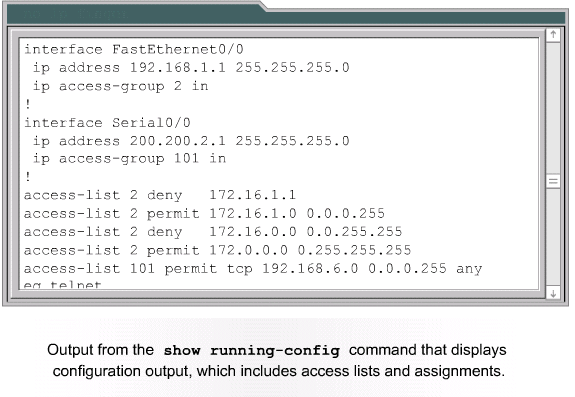 interface FastEthernet0/0
ip address 192.168.1.1 255.255.255.0
ip access-group 2 in
!
interface Serial0/0
ip address 200.200.2.1 255.255.255.0
ip access-group 101 in
!
access-list 2 deny   172.16.1.1
access-list 2 permit 172.16.1.0 0.0.0.255
access-list 2 deny   172.16.0.0 0.0.255.255
access-list 2 permit 172.0.0.0 0.255.255.255
access-list 101 permit tcp 192.168.6.0 0.0.0.255 any
eq telnet
Output from the show running-config command that displays
configuration output, which includes access lists and assignments.